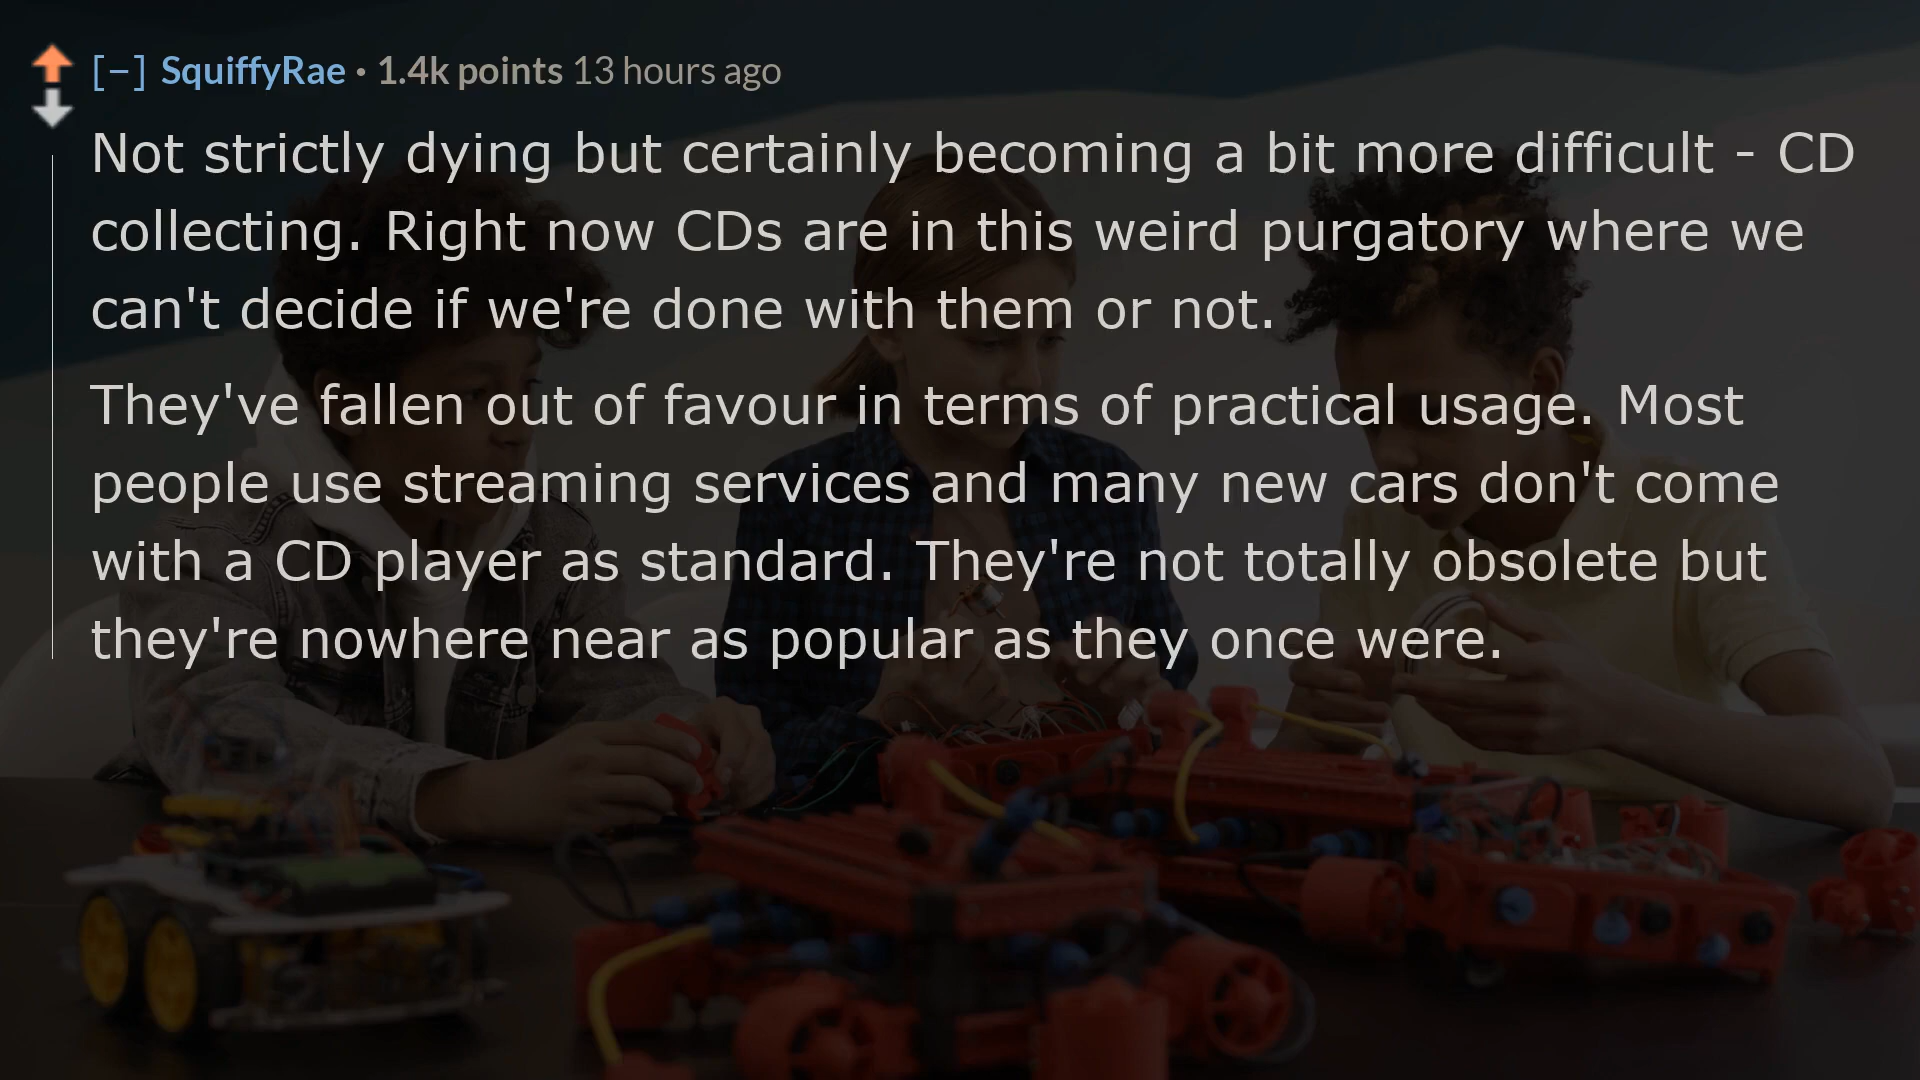 [–] SquiffyRae • 1.4k points 13 hours ago
Not strictly dying but certainly becoming a bit more difficult - CD
collecting. Right now CDs are in this weird purgatory where we
can't decide if we're done with them or not.
They've fallen out of favour in terms of practical usage. Most
people use streaming services and many new cars don't come
with a CD player as standard. They're not totally obsolete but
they're nowhere near as popular as they once were.